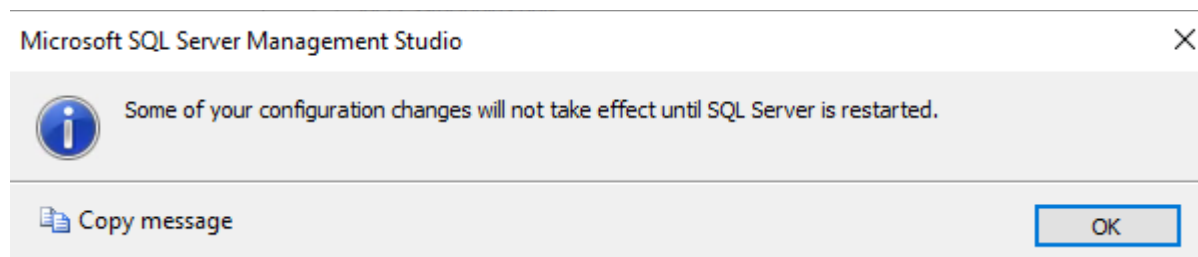 Microsoft SQL Server Management Studio
Some of your configuration changes will not take effect until SQL Server is restarted.
Copy message
OK